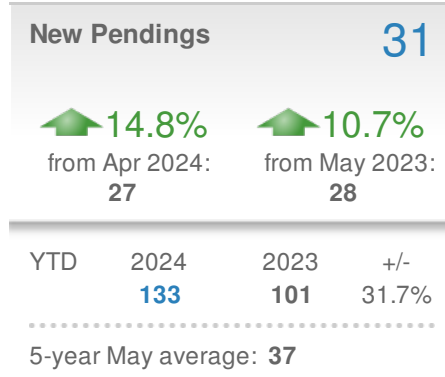 New Pendings 31
14.8% 10.7%
from Apr 2024: from May 2023:
27 28
YTD 2024 2023 +/-
133 101 31.7%
5-year May average: 37